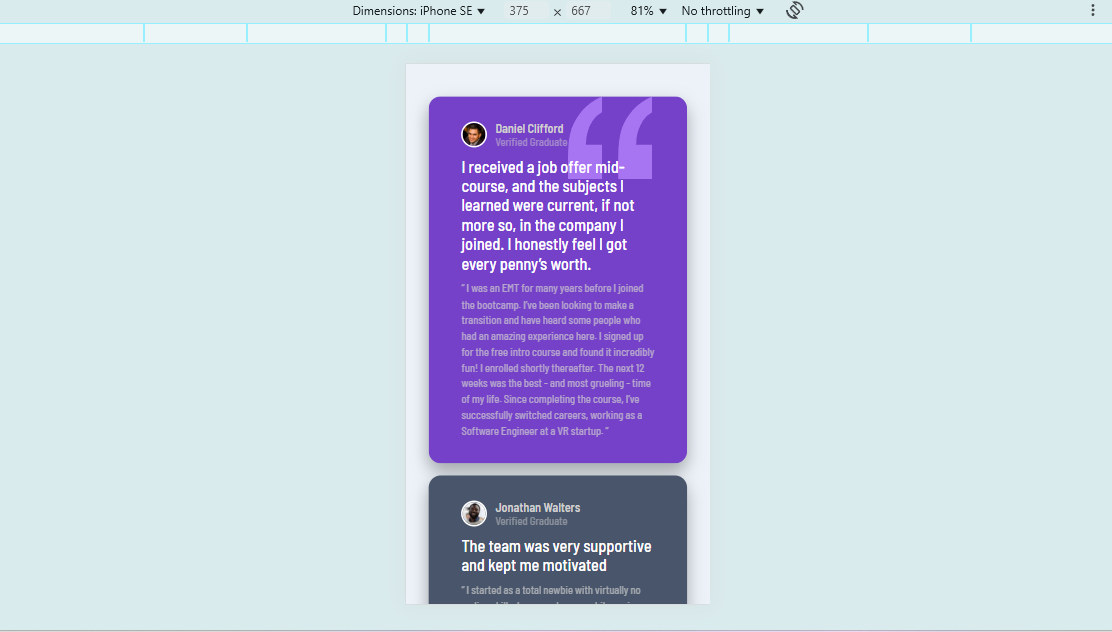 Dimensions: iPhone SE ▼ 375 × 667 81% ▼ No throttling ▼
Daniel Clifford
Verified Graduate
I received a job offer mid-
course, and the subjects I
learned were current, if not
more so, in the company I
joined. I honestly feel I got
every penny’s worth.
“ I was an EMT for many years before I joined
the bootcamp. I’ve been looking to make a
transition and have heard some people who
had an amazing experience here. I signed up
for the free intro course and found it incredibly
fun! I enrolled shortly thereafter. The next 12
weeks was the best - and most grueling - time
of my life. Since completing the course, I’ve
successfully switched careers, working as a
Software Engineer at a VR startup. ”
Jonathan Walters
Verified Graduate
The team was very supportive
and kept me motivated
“ I started as a total newbie with virtually no